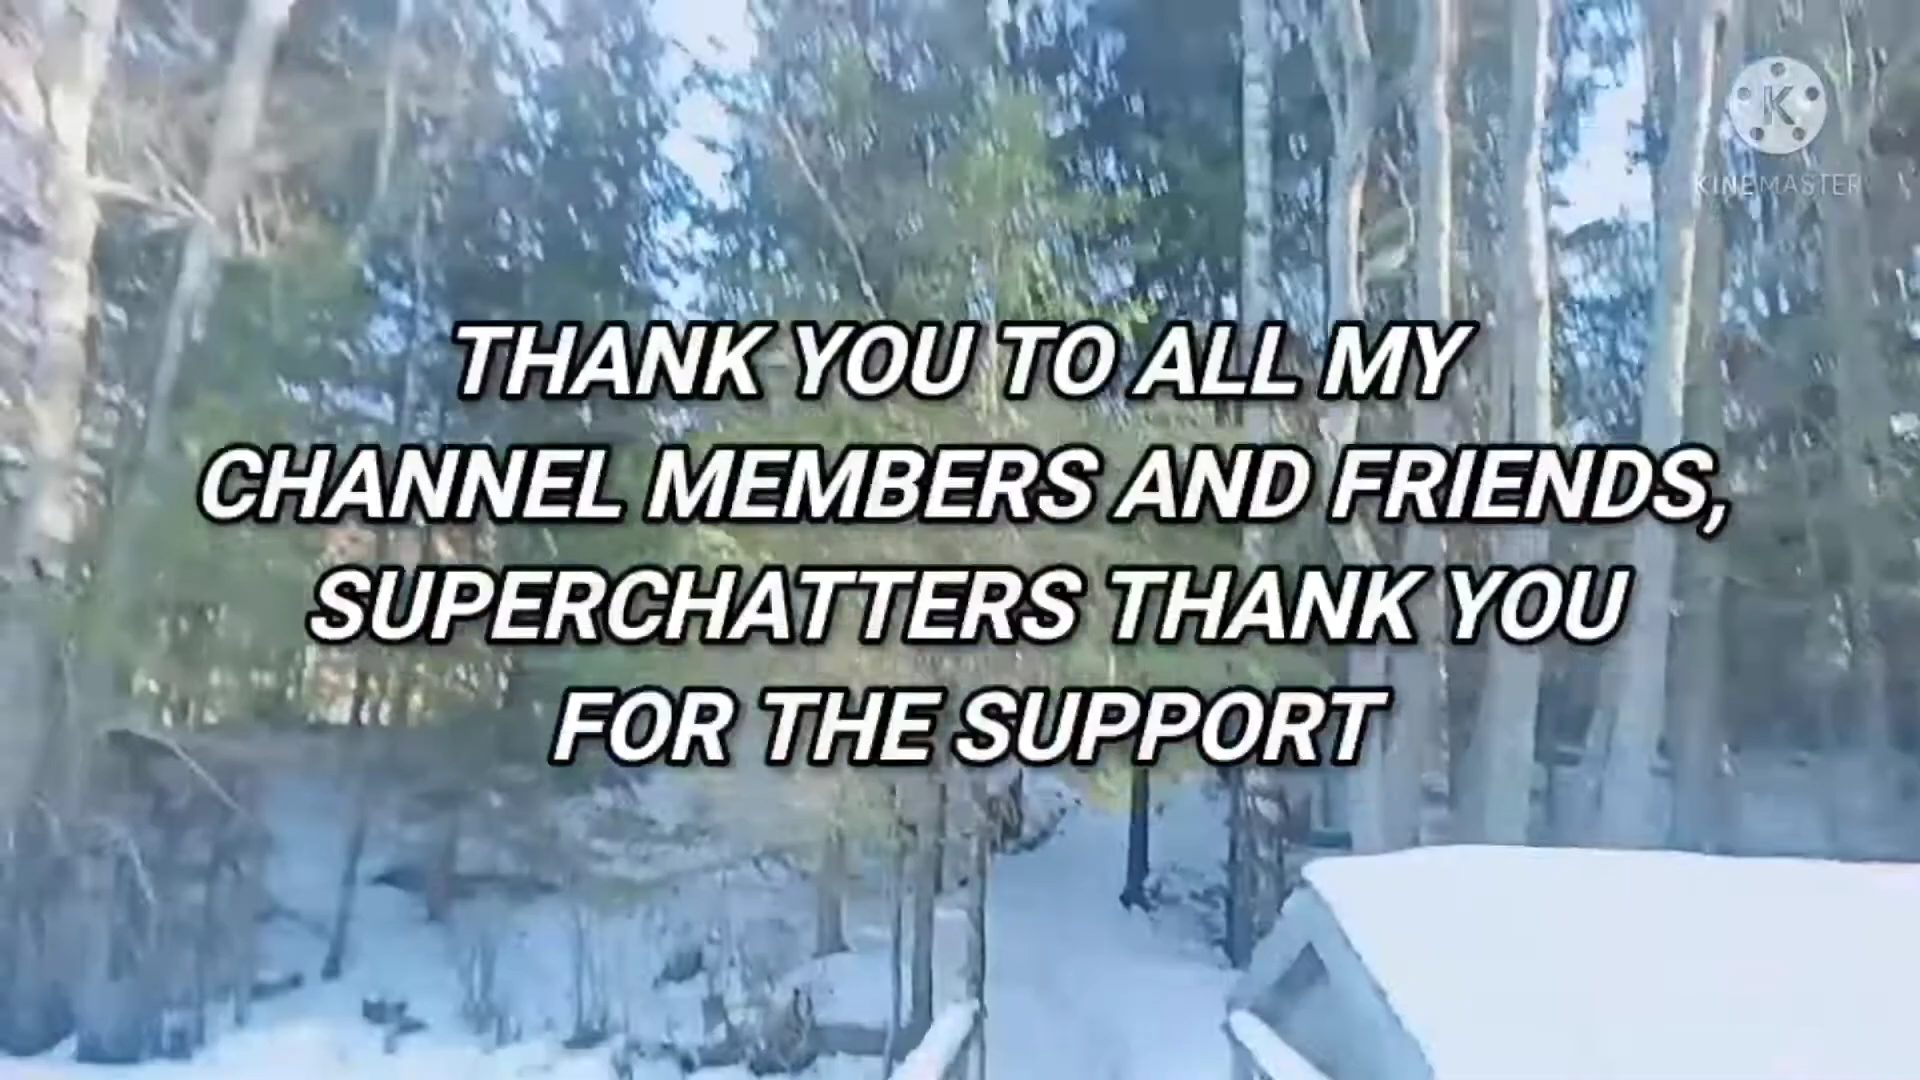 K
KINEMASTER
THANK YOU TO ALL MY
CHANNEL MEMBERS AND FRIENDS,
SUPERCHATTERS THANK YOU
FOR THE SUPPORT